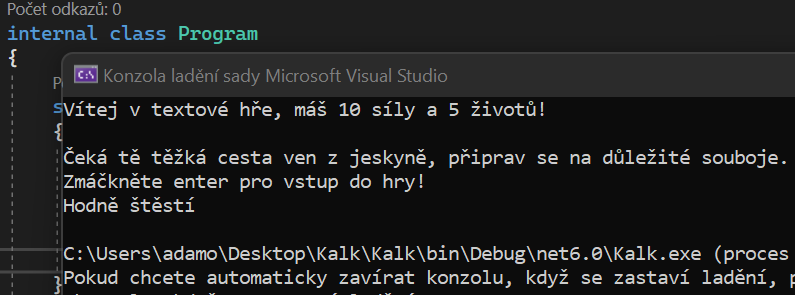 Počet odkazů: 0
internal class Program
{
Konzola ladění sady Microsoft Visual Studio
Vítej v textové hře, máš 10 síly a 5 životů!
{
Čeká tě těžká cesta ven z jeskyně, připrav se na důležité souboje.
Zmáčkněte enter pro vstup do hry!
Hodně štěstí
C:\Users\adamo\Desktop\Kalk\Kalk\bin\Debug\net6.0\Kalk.exe (proces
Pokud chcete automaticky zavírat konzolu, když se zastaví ladění,
}